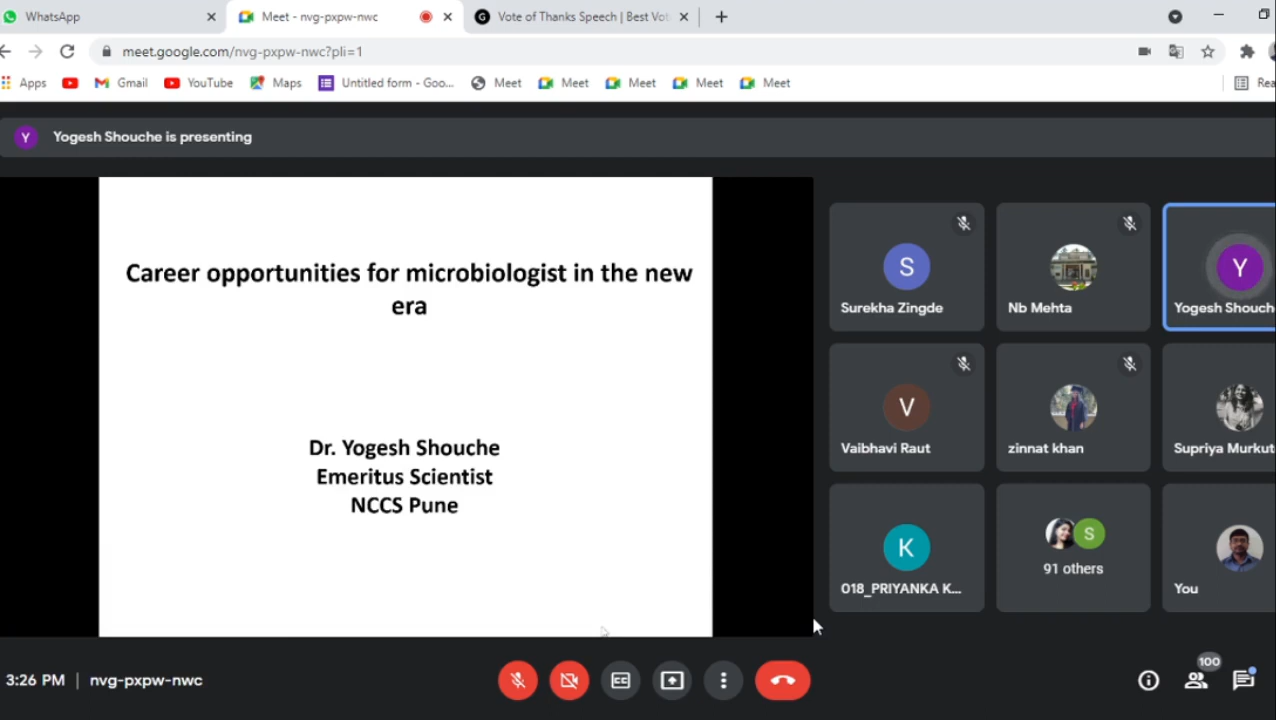 WhatsApp
Meet - nvg-pxpw-nwc
G
Vote of Thanks Speech | Best Vot
meet.google.com/nvg-pxpw-nwc?pli=1
Apps
Gmail
YouTube
Maps
Untitled form - Goo...
Meet
Meet
Meet
Meet
Meet
Rea
Y
Yogesh Shouche is presenting
Career opportunities for microbiologist in the new
era
Dr. Yogesh Shouche
Emeritus Scientist
NCCS Pune
S
Surekha Zingde
Nb Mehta
Y
Yogesh Shouch
V
Vaibhavi Raut
zinnat khan
Supriya Murkut
K
018_PRIYANKA K...
S
91 others
You
3:26 PM | nvg-pxpw-nwc
CC
100